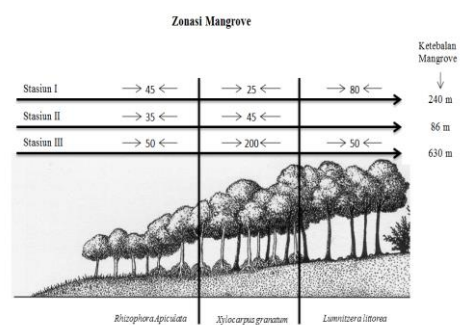 Zonasi Mangrove
Ketebalan
Mangrove
Stasiun I 45 25 80 240 m
Stasiun II 35 45 86 m
Stasiun III 50 200 50 630 m
Rhizophora Apiculata Xylocarpus granatum Lumnitzera littorea